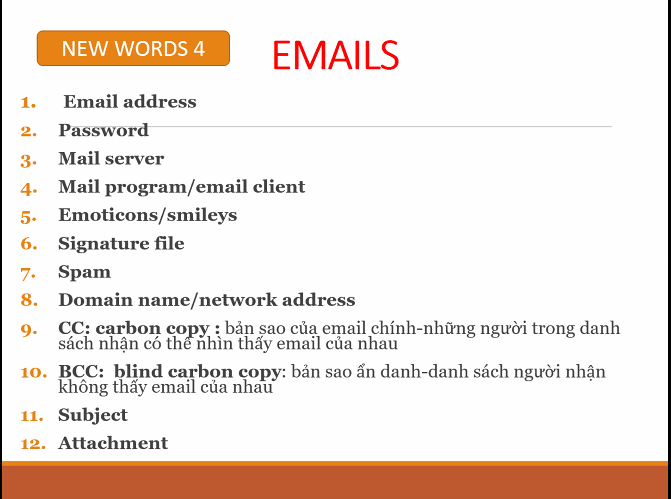 NEW WORDS 4
EMAILS
1. Email address
2. Password
3. Mail server
4. Mail program/email client
5. Emoticons/smileys
6. Signature file
7. Spam
8. Domain name/network address
9. CC: carbon copy : bản sao của email chính-những người trong danh
sách nhận có thể nhìn thấy email của nhau
10. BCC: blind carbon copy: bản sao ẩn danh-danh sách người nhận
không thấy email của nhau
11. Subject
12. Attachment